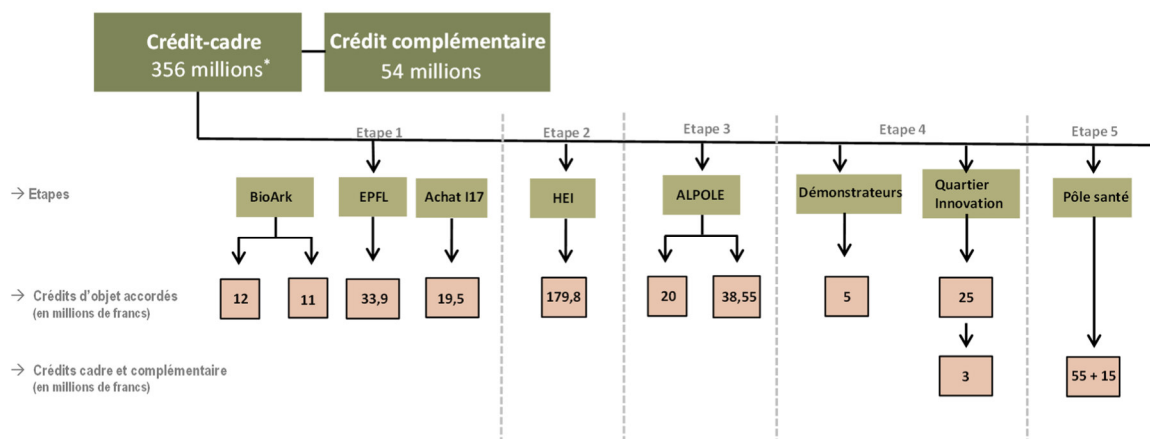 Crédit-cadre
356 millions*
Crédit complémentaire
54 millions
Etape 1
Etape 2
Etape 3
Etape 4
Etape 5
→ Etapes
BioArk
EPFL
Achat I17
HEI
ALPOLE
Démonstrateurs
Quartier
Innovation
Pôle santé
→ Crédits d'objet accordés
(en millions de francs)
12
11
33,9
19,5
179,8
20
38,55
5
25
→ Crédits cadre et complémentaire
(en millions de francs)
3
55 + 15